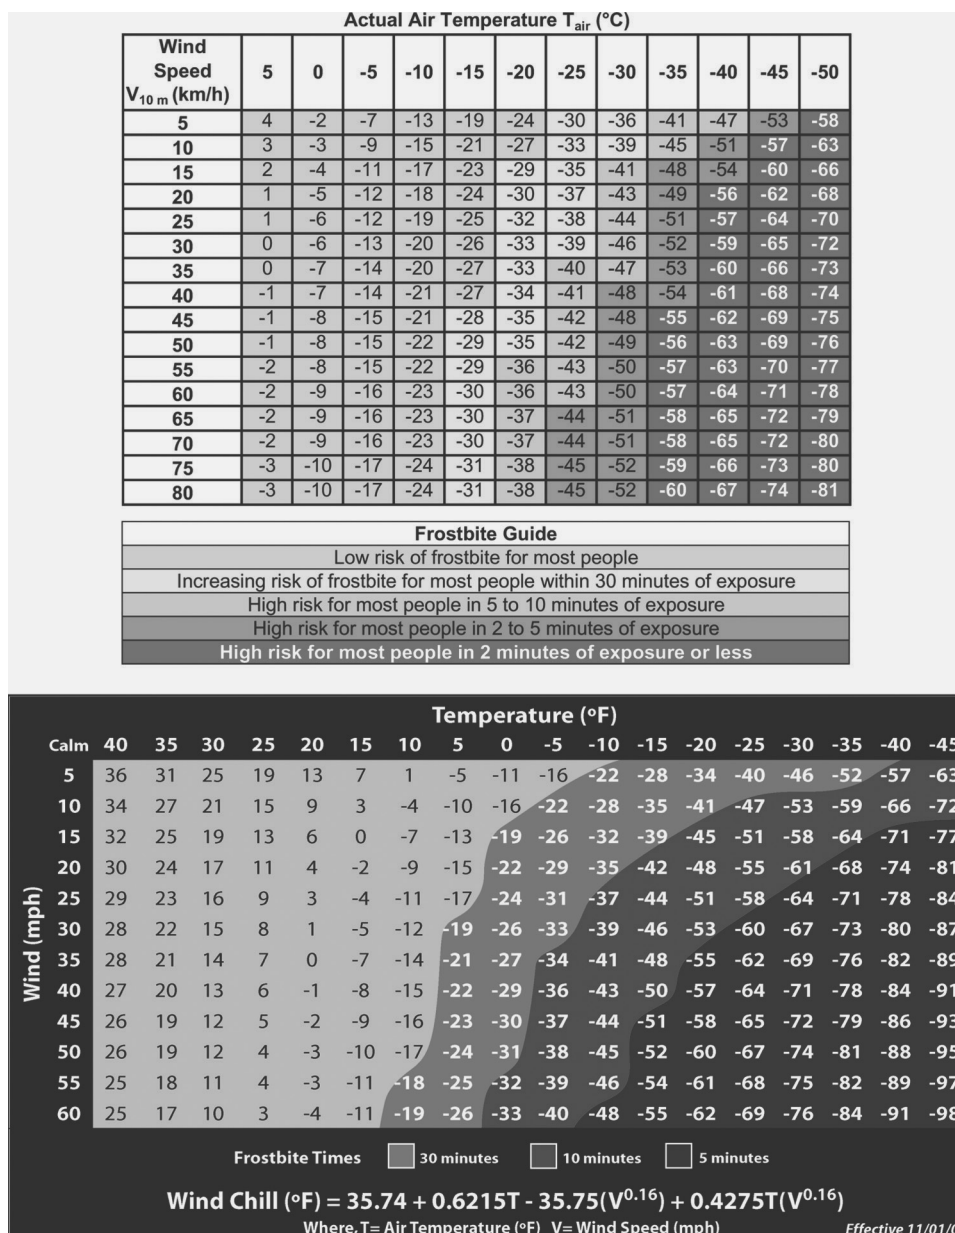 Actual Air Temperature Tair (°C)
Wind Speed V10 m (km/h) 5 0 -5 -10 -15 -20 -25 -30 -35 -40 -45 -50
5 4 -2 -7 -13 -19 -24 -30 -36 -41 -47 -53 -58
10 3 -3 -9 -15 -21 -27 -33 -39 -45 -51 -57 -63
15 2 -4 -11 -17 -23 -29 -35 -41 -48 -54 -60 -66
20 1 -5 -12 -18 -24 -30 -37 -43 -49 -56 -62 -68
25 1 -6 -12 -19 -25 -32 -38 -44 -51 -57 -64 -70
30 0 -6 -13 -20 -26 -33 -39 -46 -52 -59 -65 -72
35 0 -7 -14 -20 -27 -33 -40 -47 -53 -60 -66 -73
40 -1 -7 -14 -21 -27 -34 -41 -48 -54 -61 -68 -74
45 -1 -8 -15 -21 -28 -35 -42 -48 -55 -62 -69 -75
50 -1 -8 -15 -22 -29 -35 -42 -49 -56 -63 -69 -76
55 -2 -8 -15 -22 -29 -36 -43 -50 -57 -63 -70 -77
60 -2 -9 -16 -23 -30 -36 -43 -50 -57 -64 -71 -78
65 -2 -9 -16 -23 -30 -37 -44 -51 -58 -65 -72 -79
70 -2 -9 -16 -23 -30 -37 -44 -51 -58 -65 -72 -80
75 -3 -10 -17 -24 -31 -38 -45 -52 -59 -66 -73 -80
80 -3 -10 -17 -24 -31 -38 -45 -52 -60 -67 -74 -81
Frostbite Guide
Low risk of frostbite for most people
Increasing risk of frostbite for most people within 30 minutes of exposure
High risk for most people in 5 to 10 minutes of exposure
High risk for most people in 2 to 5 minutes of exposure
High risk for most people in 2 minutes of exposure or less
Temperature (ºF)
Calm 40 35 30 25 20 15 10 5 0 -5 -10 -15 -20 -25 -30 -35 -40 -45
Wind (mph)
5 36 31 25 19 13 7 1 -5 -11 -16 -22 -28 -34 -40 -46 -52 -57 -63
10 34 27 21 15 9 3 -4 -10 -16 -22 -28 -35 -41 -47 -53 -59 -66 -72
15 32 25 19 13 6 0 -7 -13 -19 -26 -32 -39 -45 -51 -58 -64 -71 -77
20 30 24 17 11 4 -2 -9 -15 -22 -29 -35 -42 -48 -55 -61 -68 -74 -81
25 29 23 16 9 3 -4 -11 -17 -24 -31 -37 -44 -51 -58 -64 -71 -78 -84
30 28 22 15 8 1 -5 -12 -19 -26 -33 -39 -46 -53 -60 -67 -73 -80 -87
35 28 21 14 7 0 -7 -14 -21 -27 -34 -41 -48 -55 -62 -69 -76 -82 -89
40 27 20 13 6 -1 -8 -15 -22 -29 -36 -43 -50 -57 -64 -71 -78 -84 -91
45 26 19 12 5 -2 -9 -16 -23 -30 -37 -44 -51 -58 -65 -72 -79 -86 -93
50 26 19 12 4 -3 -10 -17 -24 -31 -38 -45 -52 -60 -67 -74 -81 -88 -95
55 25 18 11 4 -3 -11 -18 -25 -32 -39 -46 -54 -61 -68 -75 -82 -89 -97
60 25 17 10 3 -4 -11 -19 -26 -33 -40 -48 -55 -62 -69 -76 -84 -91 -98
Frostbite Times 30 minutes 10 minutes 5 minutes
Wind Chill (ºF) = 35.74 + 0.6215T - 35.75(V0.16) + 0.4275T(V0.16)
Where, T= Air Temperature (ºF) V= Wind Speed (mph) Effective 11/01/0